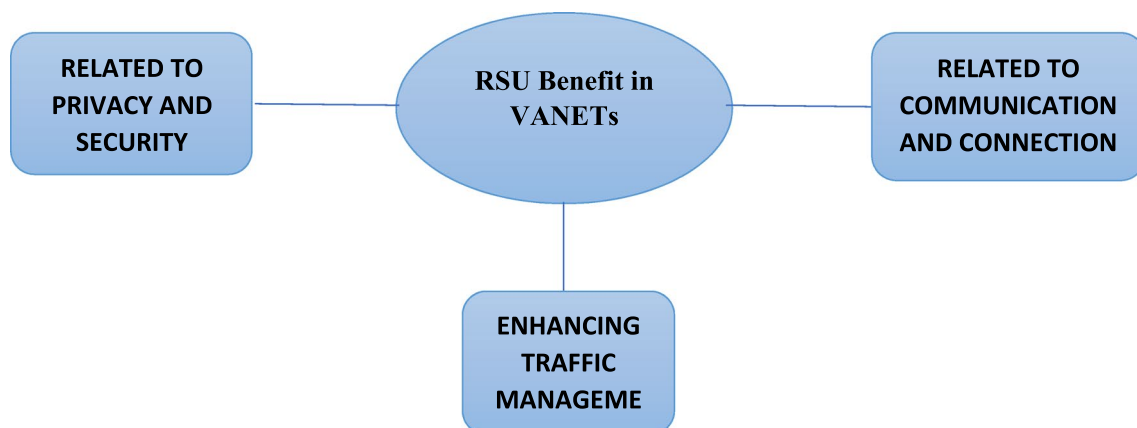 RELATED TO
PRIVACY AND
SECURITY
RSU Benefit in
VANETs
RELATED TO
COMMUNICATION
AND CONNECTION
ENHANCING
TRAFFIC
MANAGEME